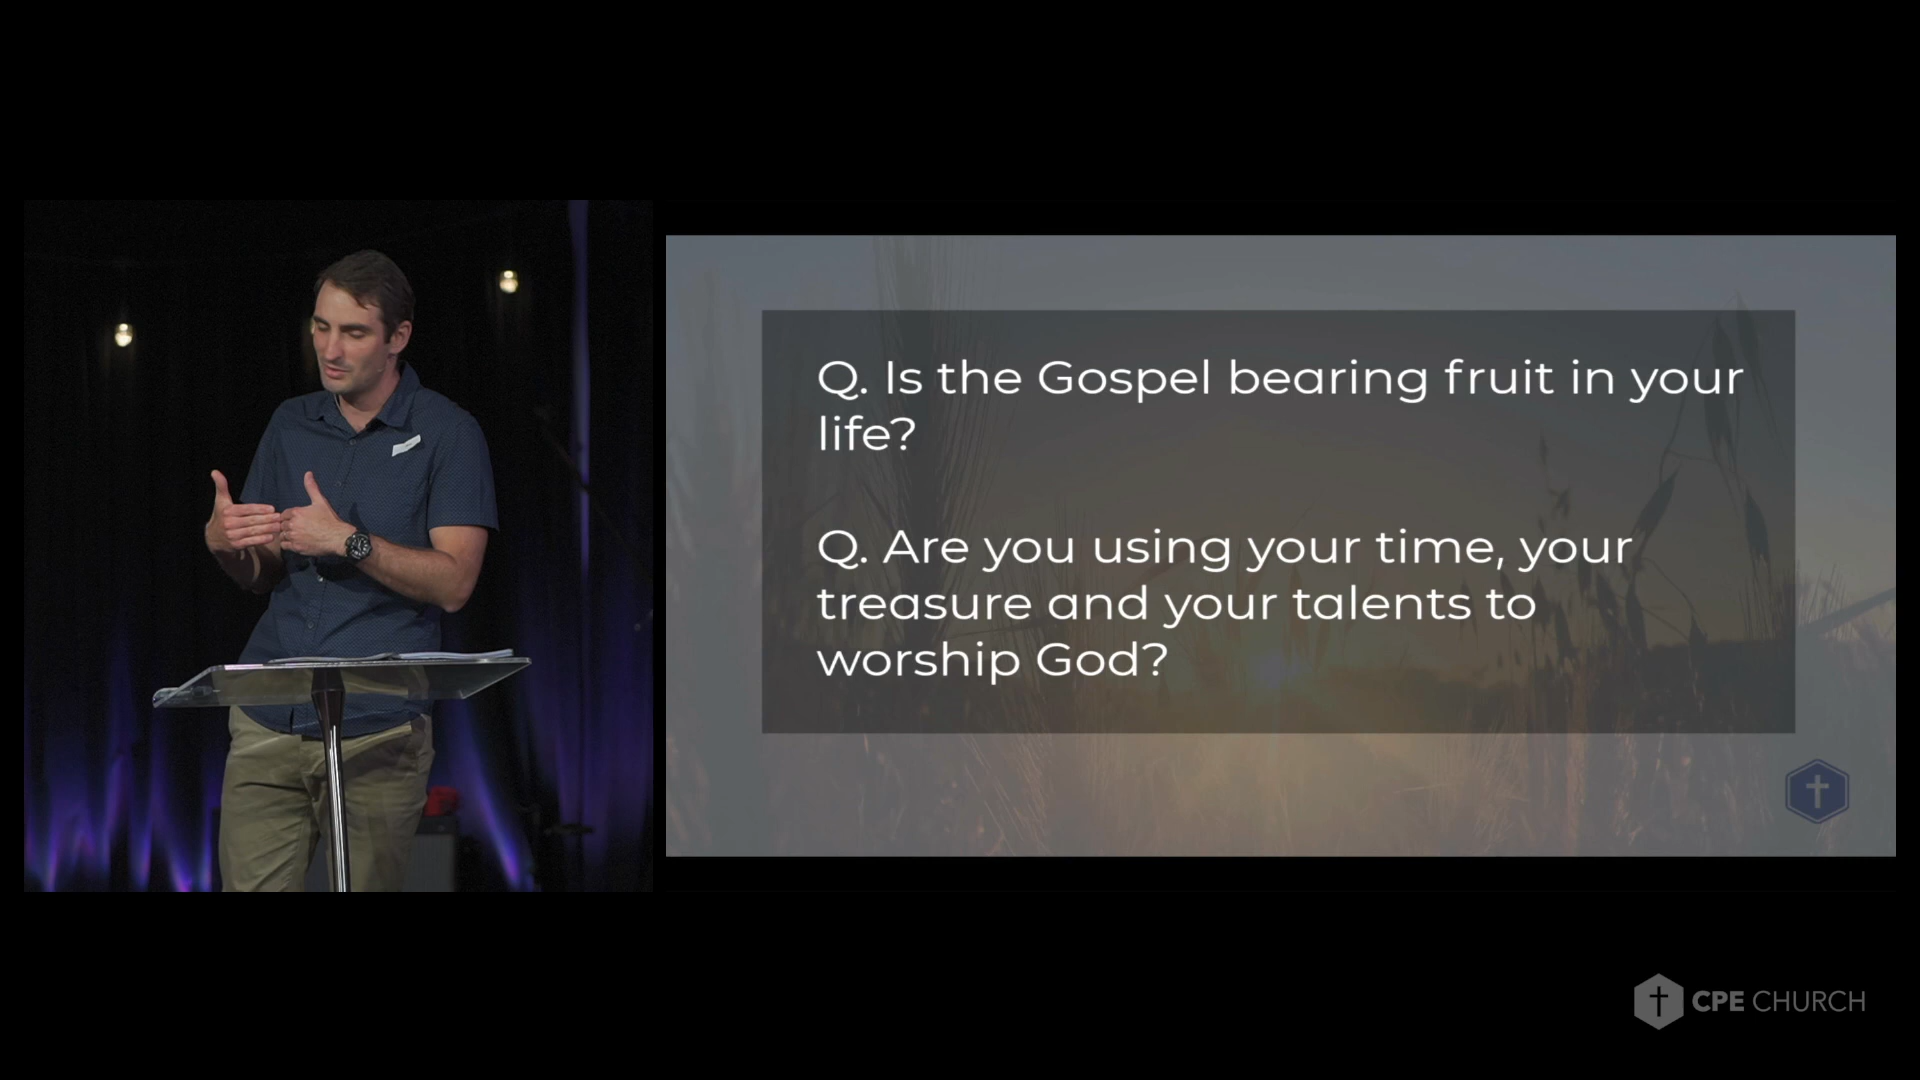 Q. Is the Gospel bearing fruit in your
life?
Q. Are you using your time, your
treasure and your talents to
worship God?
CPE CHURCH